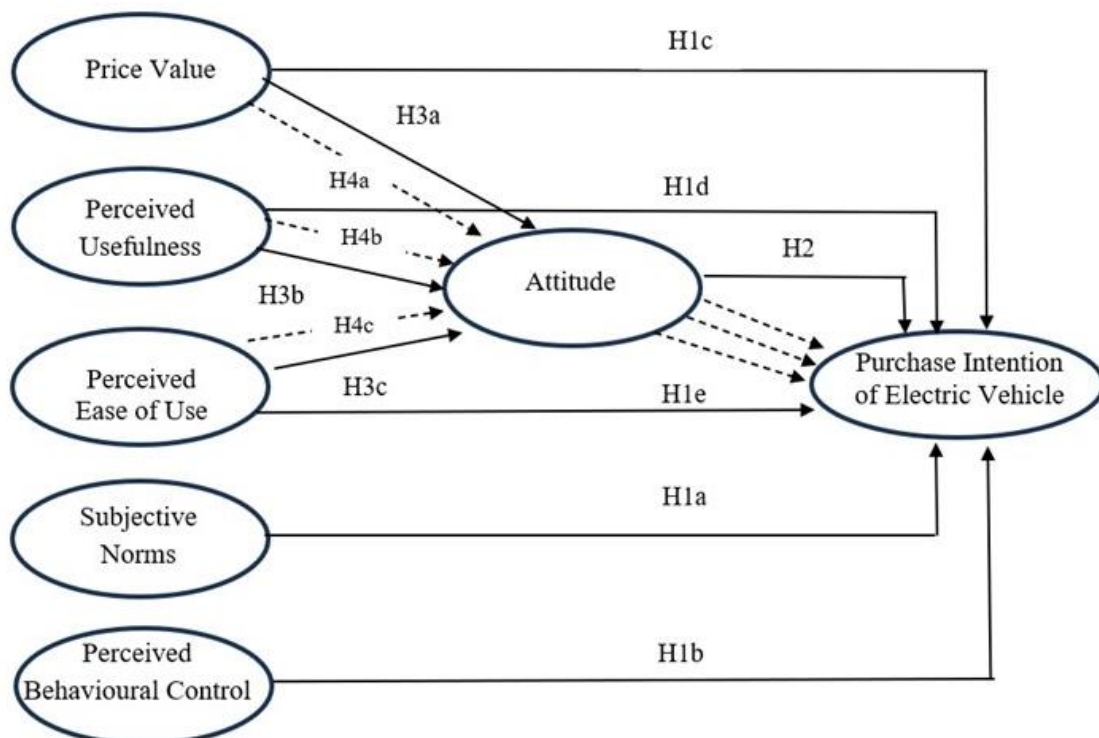 H1c
Price Value
H3a
H4a
H1d
Perceived
Usefulness
H4b
H2
Attitude
H3b
H4c
Perceived
Ease of Use
H3c
H1e
Purchase Intention
of Electric Vehicle
H1a
Subjective
Norms
H1b
Perceived
Behavioural Control